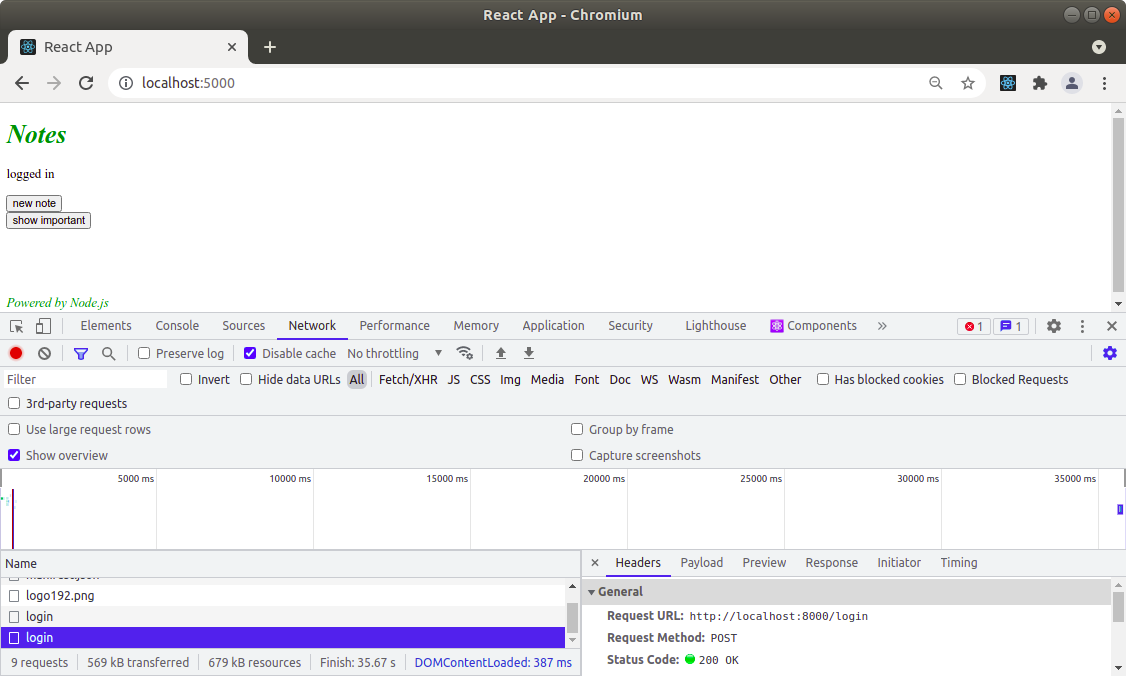 React App - Chromium
React App
localhost:5000
Notes
logged in
new note
show important
Powered by Node.js
Elements Console Sources Network Performance Memory Application Security Lighthouse Components » 1 1
Preserve log Disable cache No throttling
Filter Invert Hide data URLs All Fetch/XHR JS CSS Img Media Font Doc WS Wasm Manifest Other Has blocked cookies Blocked Requests
3rd-party requests
Use large request rows Group by frame
Show overview Capture screenshots
5000 ms 10000 ms 15000 ms 20000 ms 25000 ms 30000 ms 35000 ms
Name Headers Payload Preview Response Initiator Timing
manifest.json
General
logo192.png
Request URL: http://localhost:8000/login
login
Request Method: POST
login
Status Code: 200 OK
9 requests 569 kB transferred 679 kB resources Finish: 35.67 s DOMContentLoaded: 387 ms